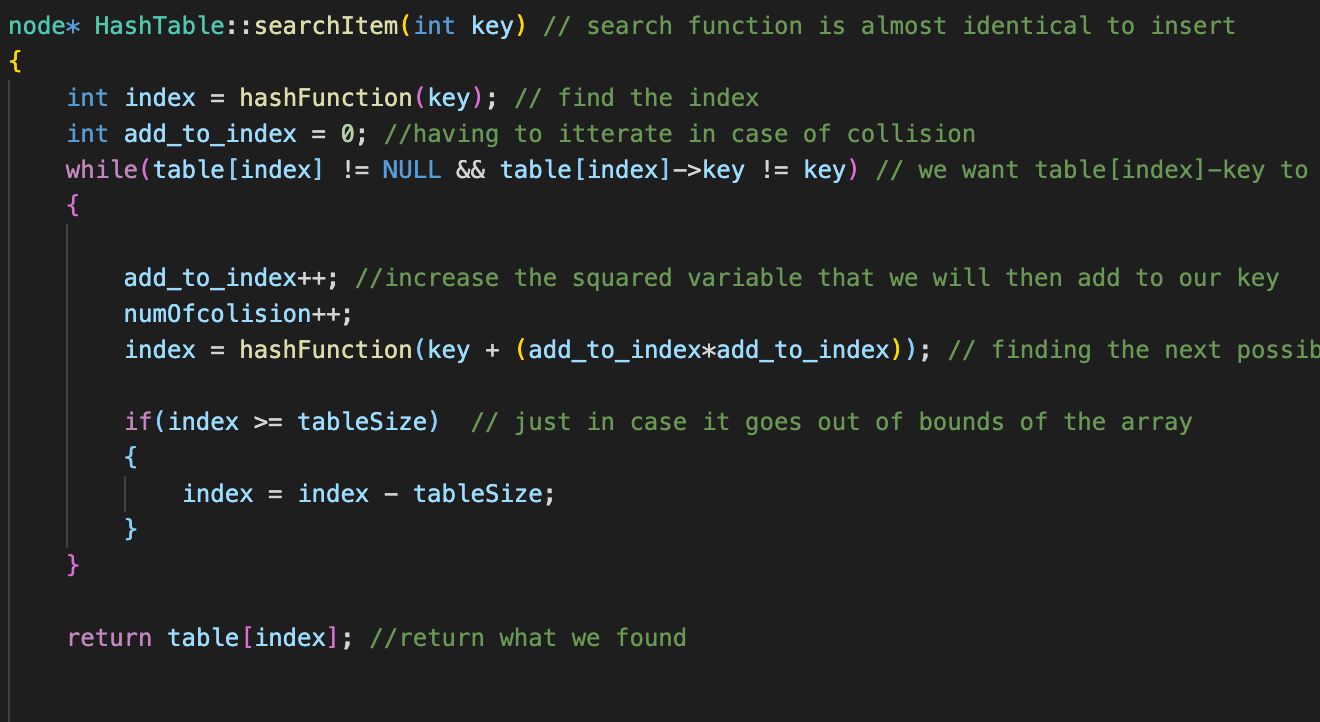 node* HashTable::searchItem(int key) // search function is almost identical to insert
{
    int index = hashFunction(key); // find the index
    int add_to_index = 0; //having to itterate in case of collision
    while(table[index] != NULL && table[index]->key != key) // we want table[index]-key to
    {

        add_to_index++; //increase the squared variable that we will then add to our key
        numOfcolision++;
        index = hashFunction(key + (add_to_index*add_to_index)); // finding the next possib

        if(index >= tableSize)  // just in case it goes out of bounds of the array
        {
            index = index - tableSize;
        }
    }

    return table[index]; //return what we found